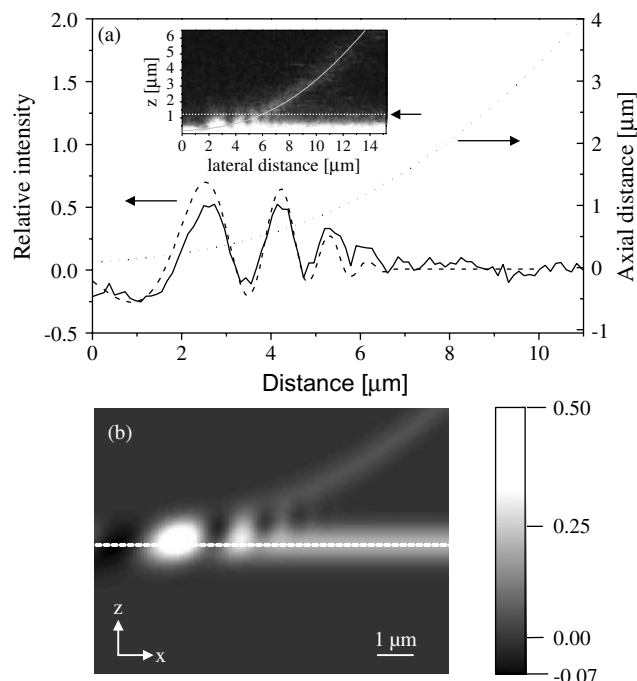 (a)
2.0
1.5
1.0
0.5
0.0
-0.5
Relative intensity
6
5
4
3
2
1
z [μm]
0 2 4 6 8 10 12 14
lateral distance [μm]
4
3
2
1
0
-1
Axial distance [μm]
0 2 4 6 8 10
Distance [μm]
(b)
z
x
1 μm
0.50
0.25
0.00
-0.07